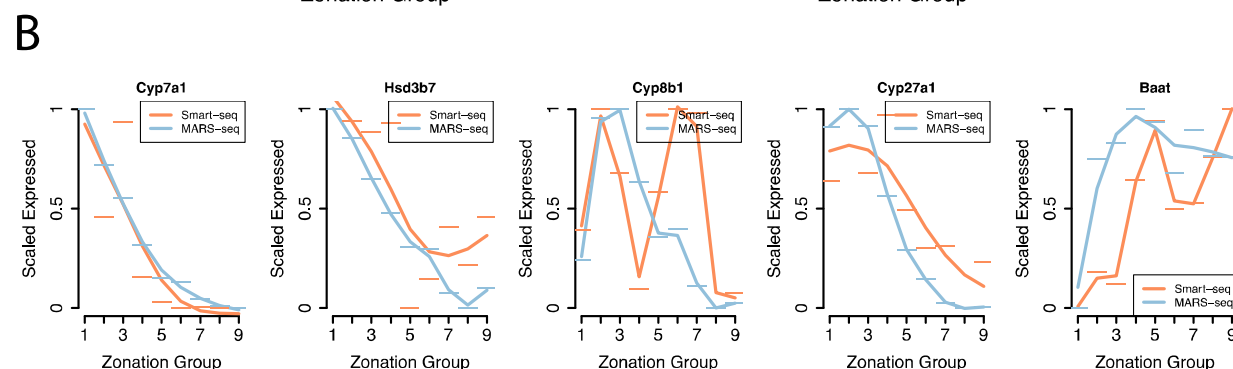 Zonation Group Zonation Group
B
Cyp7a1 Hsd3b7 Cyp8b1 Cyp27a1 Baat
Smart−seq MARS−seq
Smart−seq MARS−seq
Smart−seq MARS−seq
Smart−seq MARS−seq
Smart−seq MARS−seq
Scaled Expressed Scaled Expressed Scaled Expressed Scaled Expressed Scaled Expressed
0 0.5 1
0 0.5 1
0 0.5 1
0 0.5 1
0 0.5 1
1 3 5 7 9 1 3 5 7 9 1 3 5 7 9 1 3 5 7 9 1 3 5 7 9
Zonation Group Zonation Group Zonation Group Zonation Group Zonation Group